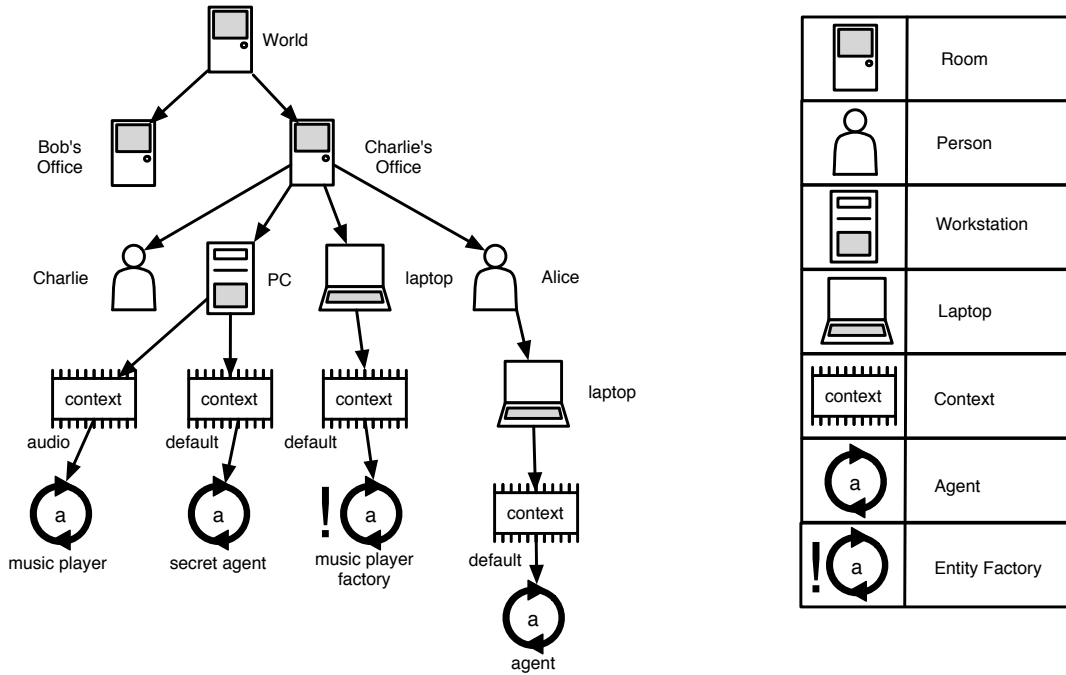 World
Bob's
Office
Charlie's
Office
Charlie
PC
laptop
Alice
context
context
context
laptop
audio
default
default
a
a
! a
context
music player
secret agent
music player
factory
default
a
agent
Room
Person
Workstation
Laptop
context Context
a Agent
! a Entity Factory